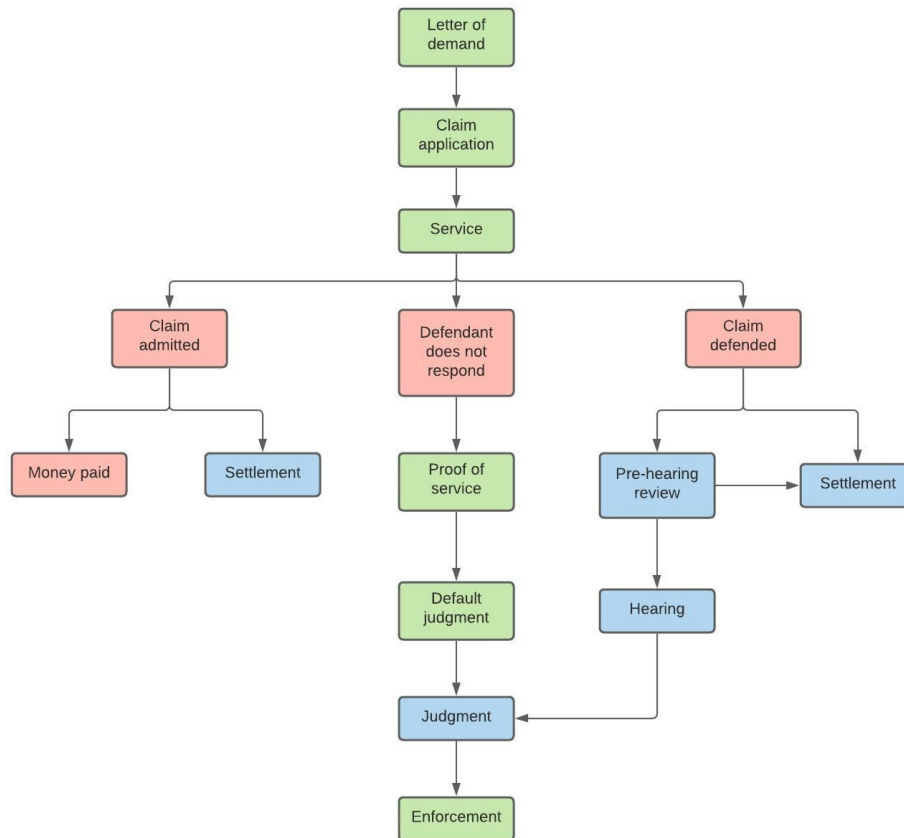 Letter of
demand
Claim
application
Service
Claim
admitted
Defendant
does not
respond
Claim
defended
Money paid
Settlement
Proof of
service
Pre-hearing
review
Settlement
Default
judgment
Hearing
Judgment
Enforcement